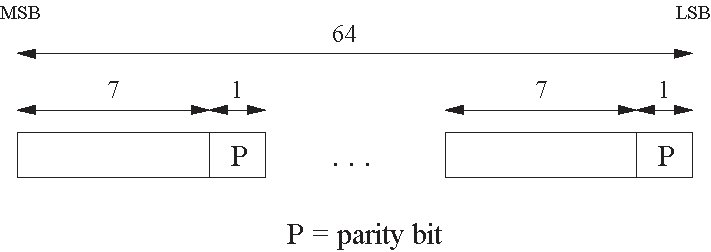 MSB LSB
64
7 1 7 1
P . . . P
P = parity bit